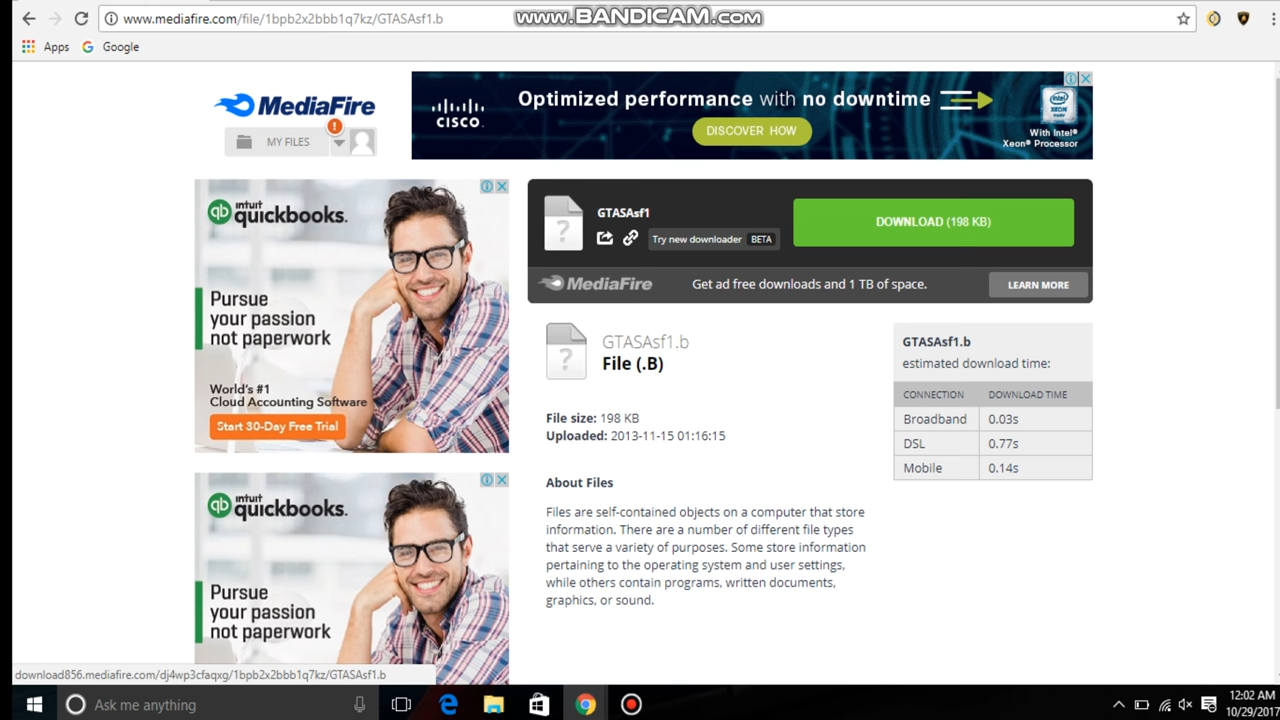 www.mediafire.com/file/1bpb2x2bbb1q7kz/GTASAsf1.b
www.BANDICAM.com
Apps
Google
MediaFire
!
MY FILES
CISCO
Optimized performance with no downtime
DISCOVER HOW
intel
XEON
With Intel®
Xeon® Processor
intuit
quickbooks.
Pursue
your passion
not paperwork
World's #1
Cloud Accounting Software
Start 30-Day Free Trial
GTASAsf1
Try new downloader BETA
DOWNLOAD (198 KB)
MediaFire
Get ad free downloads and 1 TB of space.
LEARN MORE
GTASAsf1.b
File (.B)
File size: 198 KB
Uploaded: 2013-11-15 01:16:15
About Files
Files are self-contained objects on a computer that store
information. There are a number of different file types
that serve a variety of purposes. Some store information
pertaining to the operating system and user settings,
while others contain programs, written documents,
graphics, or sound.
GTASAsf1.b
estimated download time:
CONNECTION DOWNLOAD TIME
Broadband 0.03s
DSL 0.77s
Mobile 0.14s
intuit
quickbooks.
Pursue
your passion
not paperwork
download856.mediafire.com/dj4wp3cfaqxg/1bpb2x2bbb1q7kz/GTASAsf1.b
Ask me anything
12:02 AM
10/29/2017